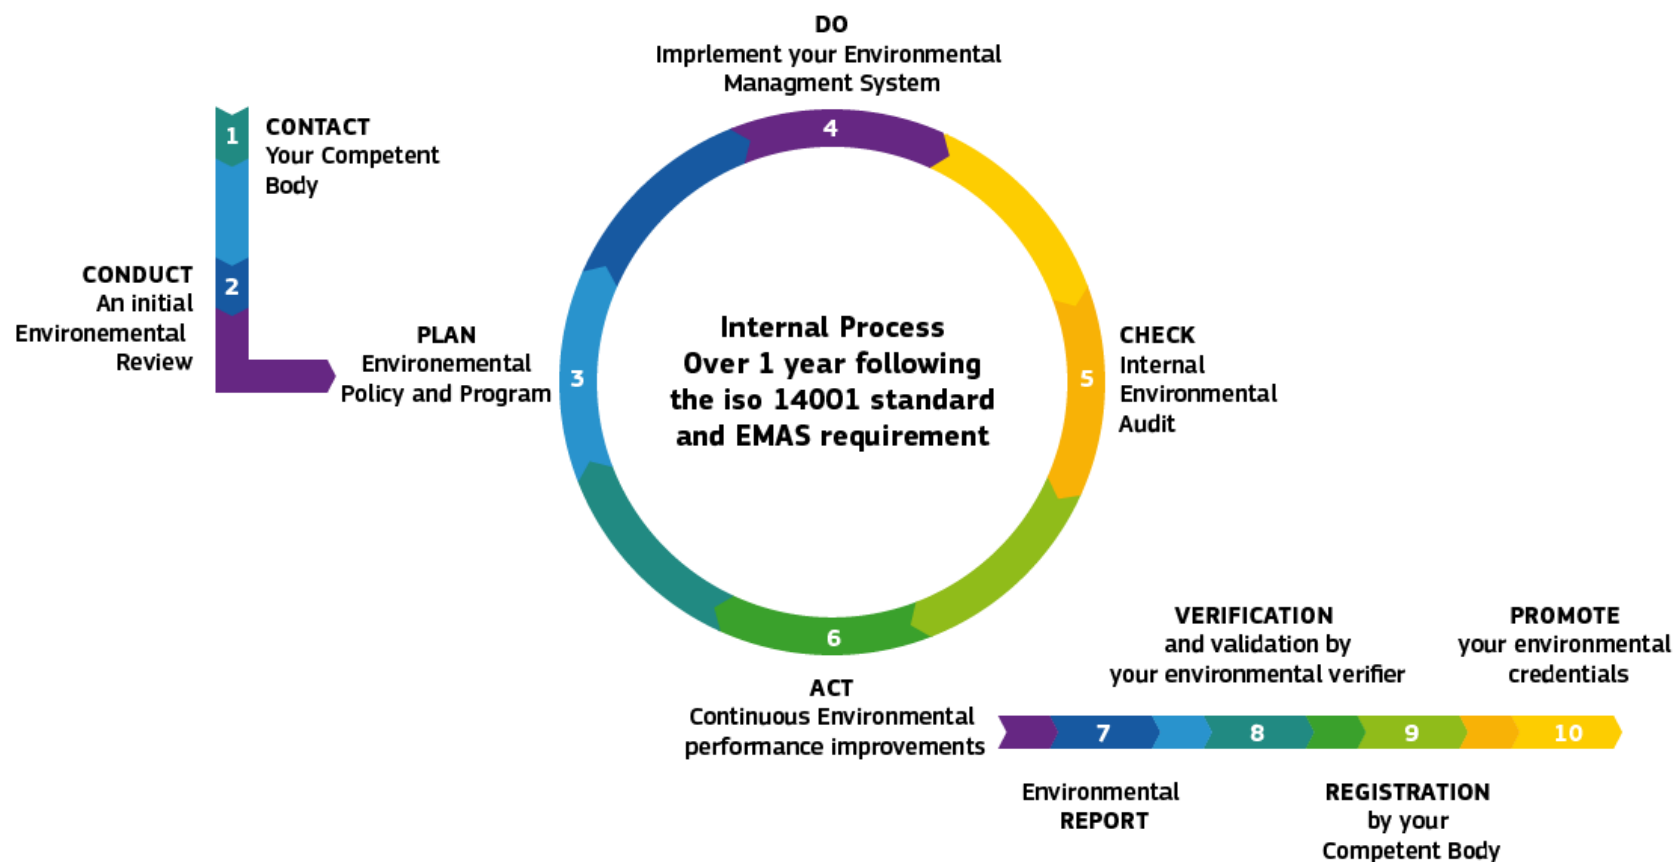 1
CONTACT
Your Competent
Body
2
CONDUCT
An initial
Environemental
Review
3
PLAN
Environemental
Policy and Program
4
DO
Imprlement your Environmental
Managment System
Internal Process
Over 1 year following
the iso 14001 standard
and EMAS requirement
5
CHECK
Internal
Environmental
Audit
6
ACT
Continuous Environmental
performance improvements
7
Environmental
REPORT
8
VERIFICATION
and validation by
your environmental verifier
9
REGISTRATION
by your
Competent Body
10
PROMOTE
your environmental
credentials